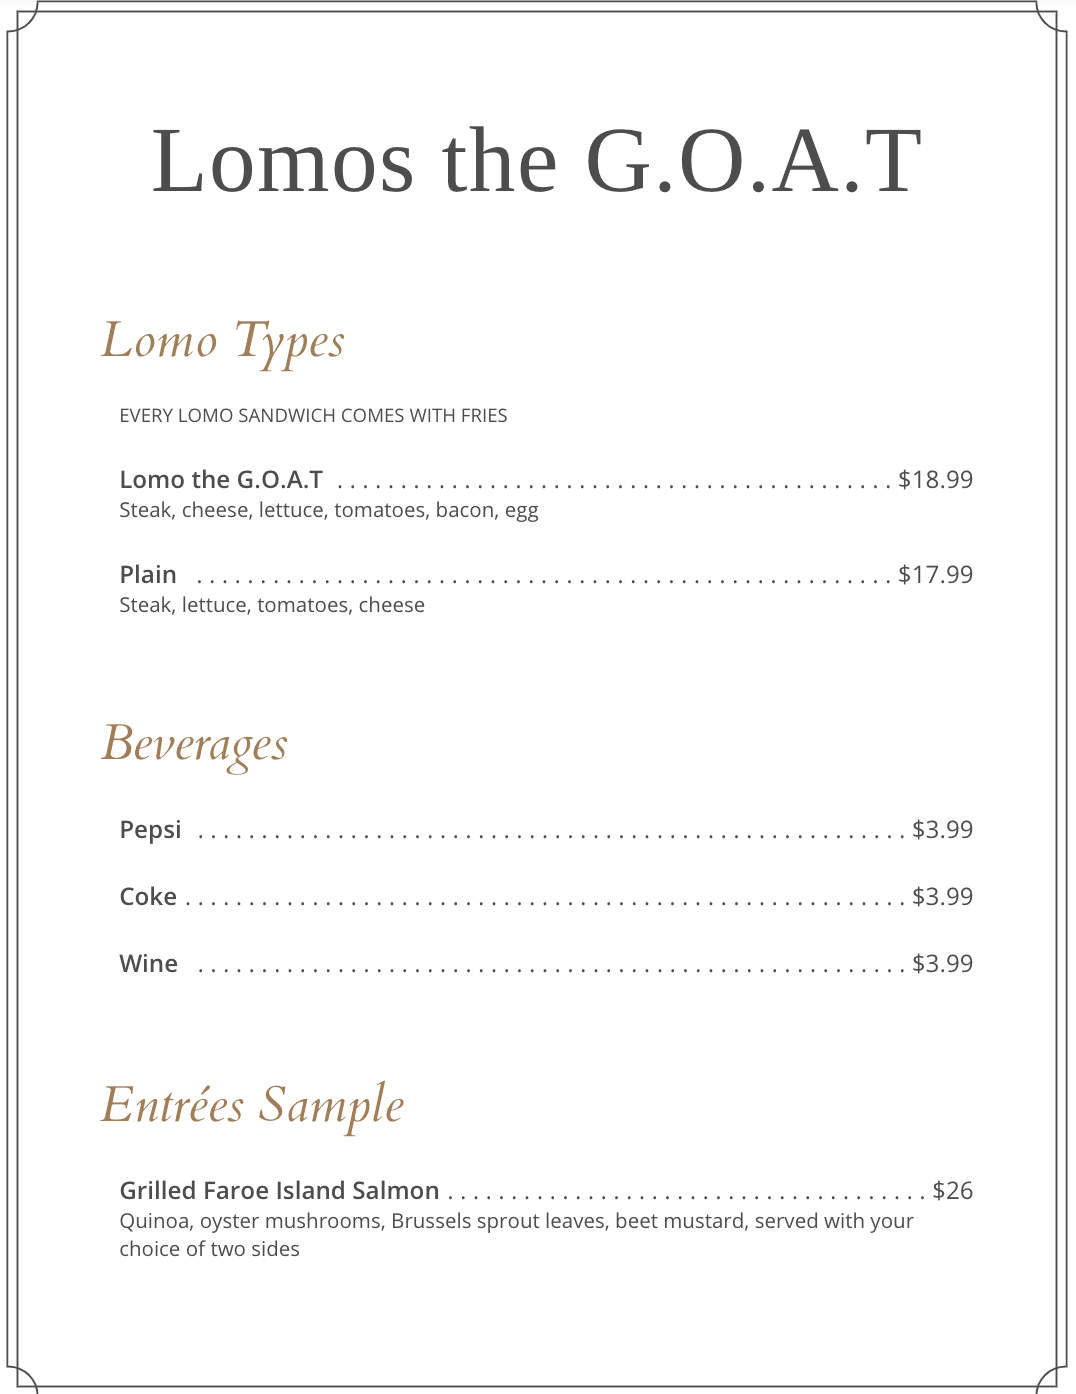 Lomos the G.O.A.T
Lomo Types
EVERY LOMO SANDWICH COMES WITH FRIES
Lomo the G.O.A.T . . . . . . . . . . . . . . . . . . . . . . . . . . . . . . . . . . . . . . . . . . . . $18.99
Steak, cheese, lettuce, tomatoes, bacon, egg
Plain . . . . . . . . . . . . . . . . . . . . . . . . . . . . . . . . . . . . . . . . . . . . . . . . . . . . . . . $17.99
Steak, lettuce, tomatoes, cheese
Beverages
Pepsi . . . . . . . . . . . . . . . . . . . . . . . . . . . . . . . . . . . . . . . . . . . . . . . . . . . . . . . . $3.99
Coke . . . . . . . . . . . . . . . . . . . . . . . . . . . . . . . . . . . . . . . . . . . . . . . . . . . . . . . . . $3.99
Wine . . . . . . . . . . . . . . . . . . . . . . . . . . . . . . . . . . . . . . . . . . . . . . . . . . . . . . . . $3.99
Entrées Sample
Grilled Faroe Island Salmon . . . . . . . . . . . . . . . . . . . . . . . . . . . . . . . . . . . . . . $26
Quinoa, oyster mushrooms, Brussels sprout leaves, beet mustard, served with your
choice of two sides